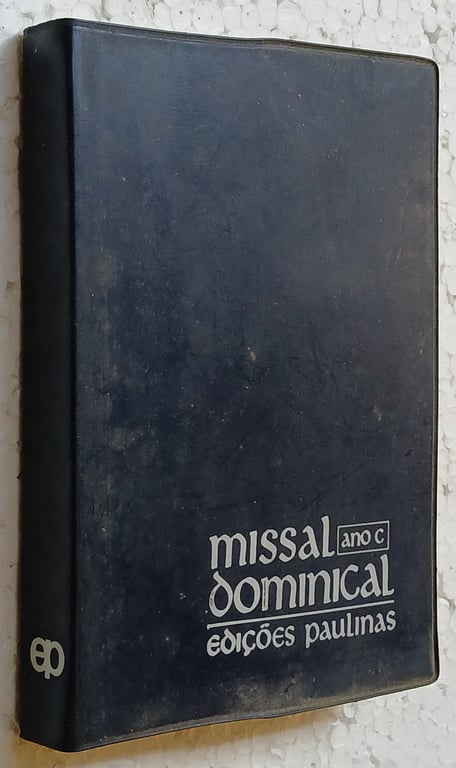 missal ano c
dominical
edições paulinas
ep